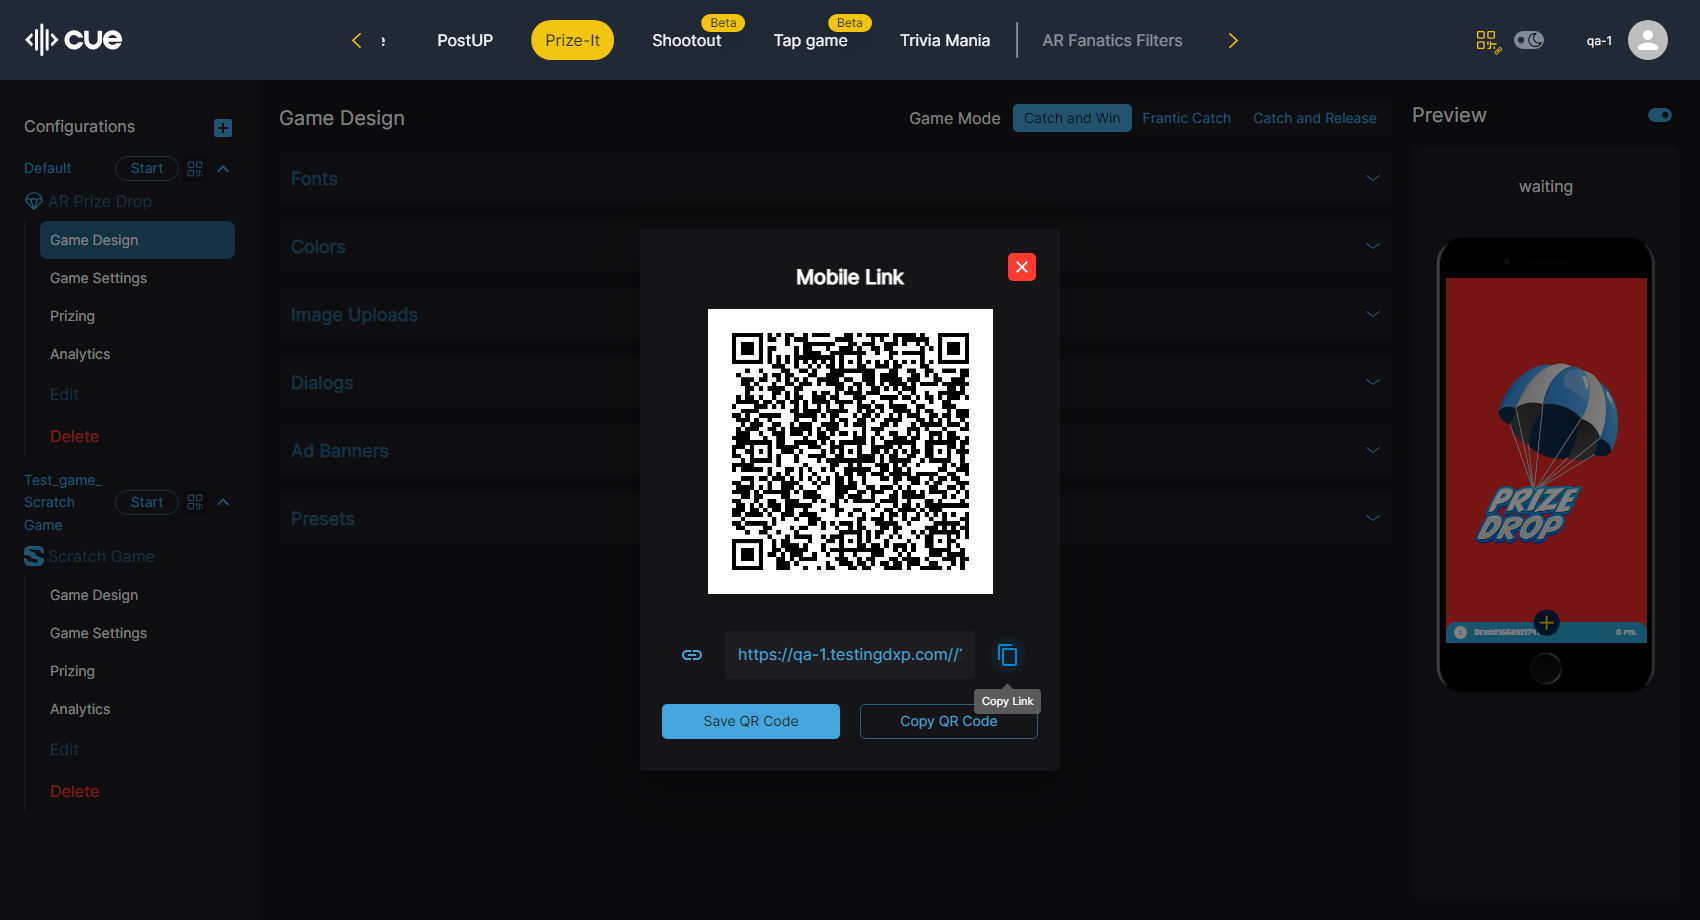 cue
PostUP
Prize-It
Beta
Shootout
Beta
Tap game
Trivia Mania
AR Fanatics Filters
qa-1
Configurations
Default
Start
AR Prize Drop
Game Design
Game Settings
Prizing
Analytics
Edit
Delete
Test_game_
Scratch
Game
Start
Scratch Game
Game Design
Game Settings
Prizing
Analytics
Edit
Delete
Game Design
Game Mode
Catch and Win
Frantic Catch
Catch and Release
Fonts
Colors
Image Uploads
Dialogs
Ad Banners
Presets
Mobile Link
https://qa-1.testingdxp.com//
Copy Link
Save QR Code
Copy QR Code
Preview
waiting
PRIZE
DROP
0 PTS.